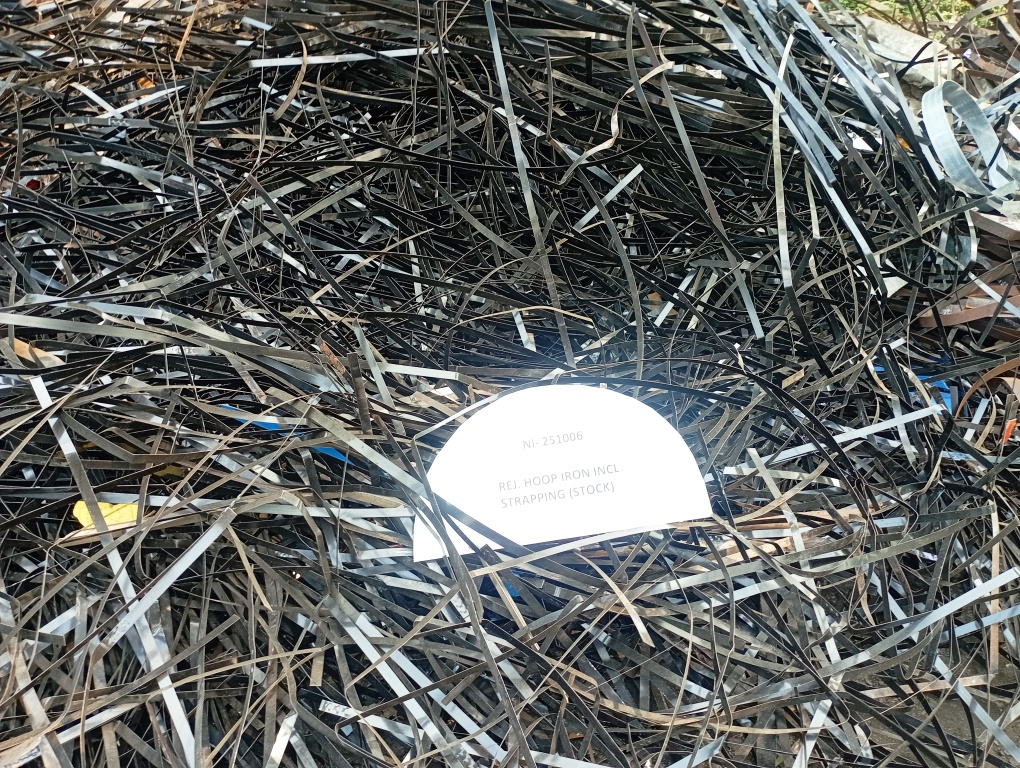 NI- 251006
REJ. HOOP IRON INCL.
STRAPPING (STOCK)